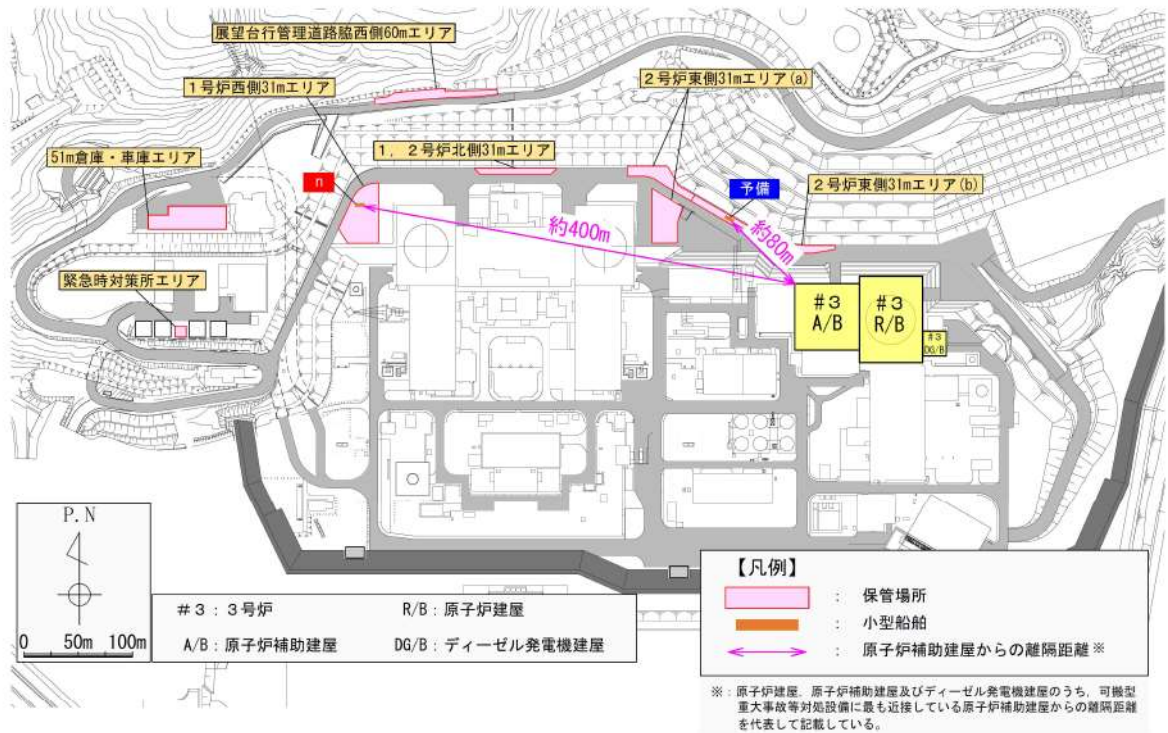 展望台行管理道路脇西側60mエリア
1号炉西側31mエリア
2号炉東側31mエリア(a)
51m倉庫・車庫エリア
1，2号炉北側31mエリア
n
予備
2号炉東側31mエリア(b)
約400m
約80m
緊急時対策所エリア
#3
A/B
#3
R/B
#3
DG/B
P.N
0 50m 100m
#3：3号炉
R/B：原子炉建屋
A/B：原子炉補助建屋
DG/B：ディーゼル発電機建屋
【凡例】
： 保管場所
： 小型船舶
： 原子炉補助建屋からの離隔距離※
※：原子炉建屋，原子炉補助建屋及びディーゼル発電機建屋のうち，可搬型
重大事故等対処設備に最も近接している原子炉補助建屋からの離隔距離
を代表して記載している。